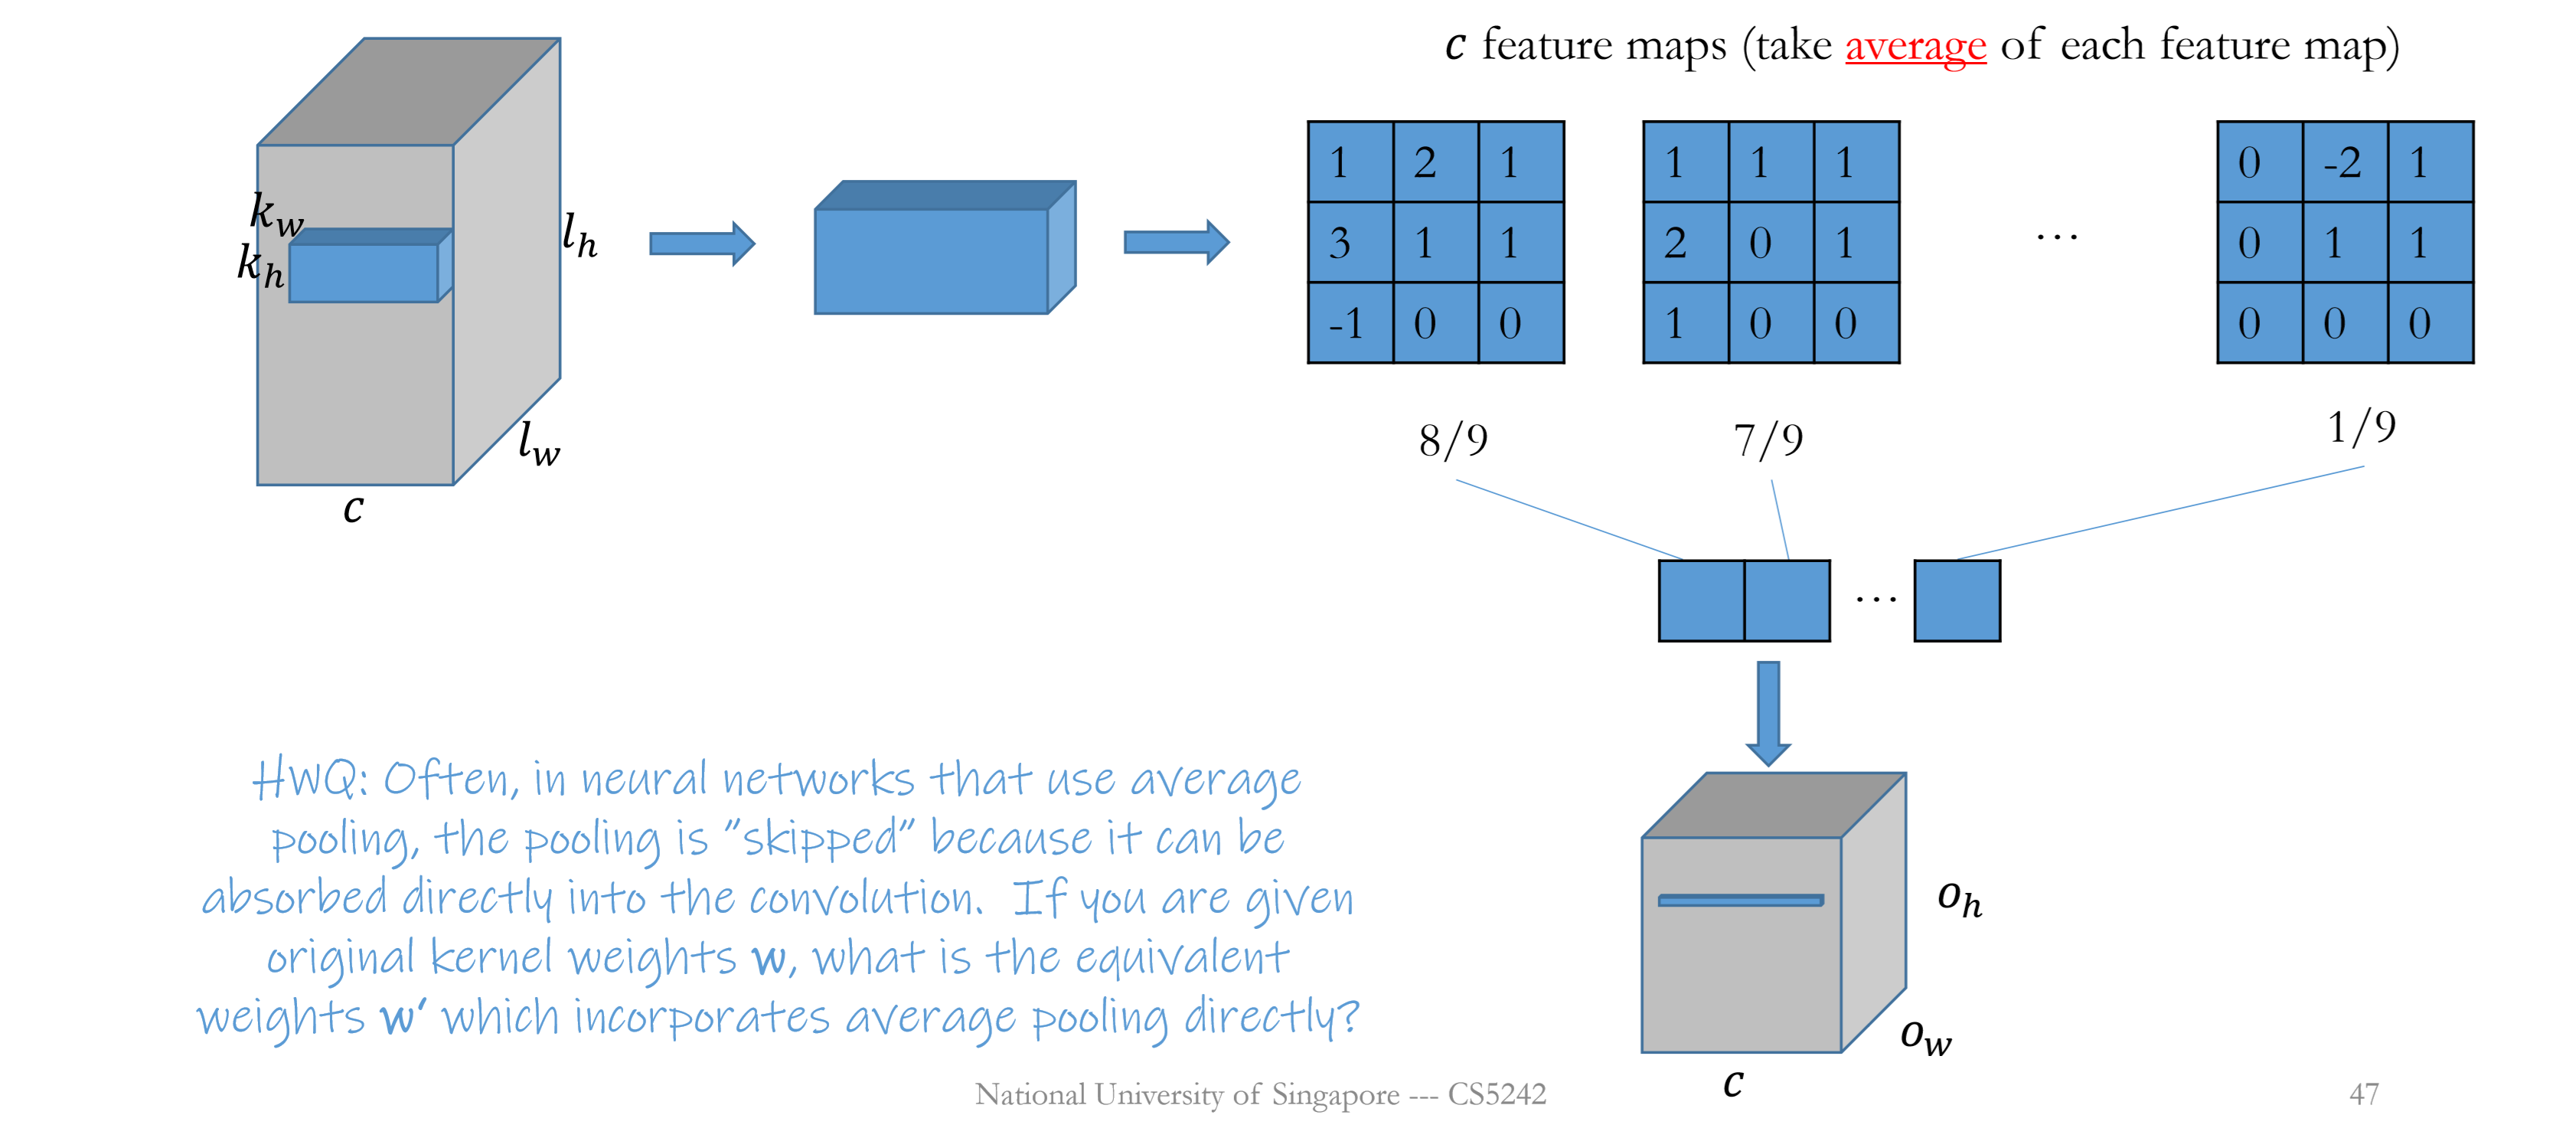 c feature maps (take average of each feature map)
k_w
k_h
l_h
l_w
c
1 2 1
3 1 1
-1 0 0
1 1 1
2 0 1
1 0 0
…
0 -2 1
0 1 1
0 0 0
8/9
7/9
1/9
…
HWQ: Often, in neural networks that use average
pooling, the pooling is ”skipped” because it can be
absorbed directly into the convolution. If you are given
original kernel weights w, what is the equivalent
weights w‘ which incorporates average pooling directly?
o_h
o_w
c
National University of Singapore --- CS5242
47